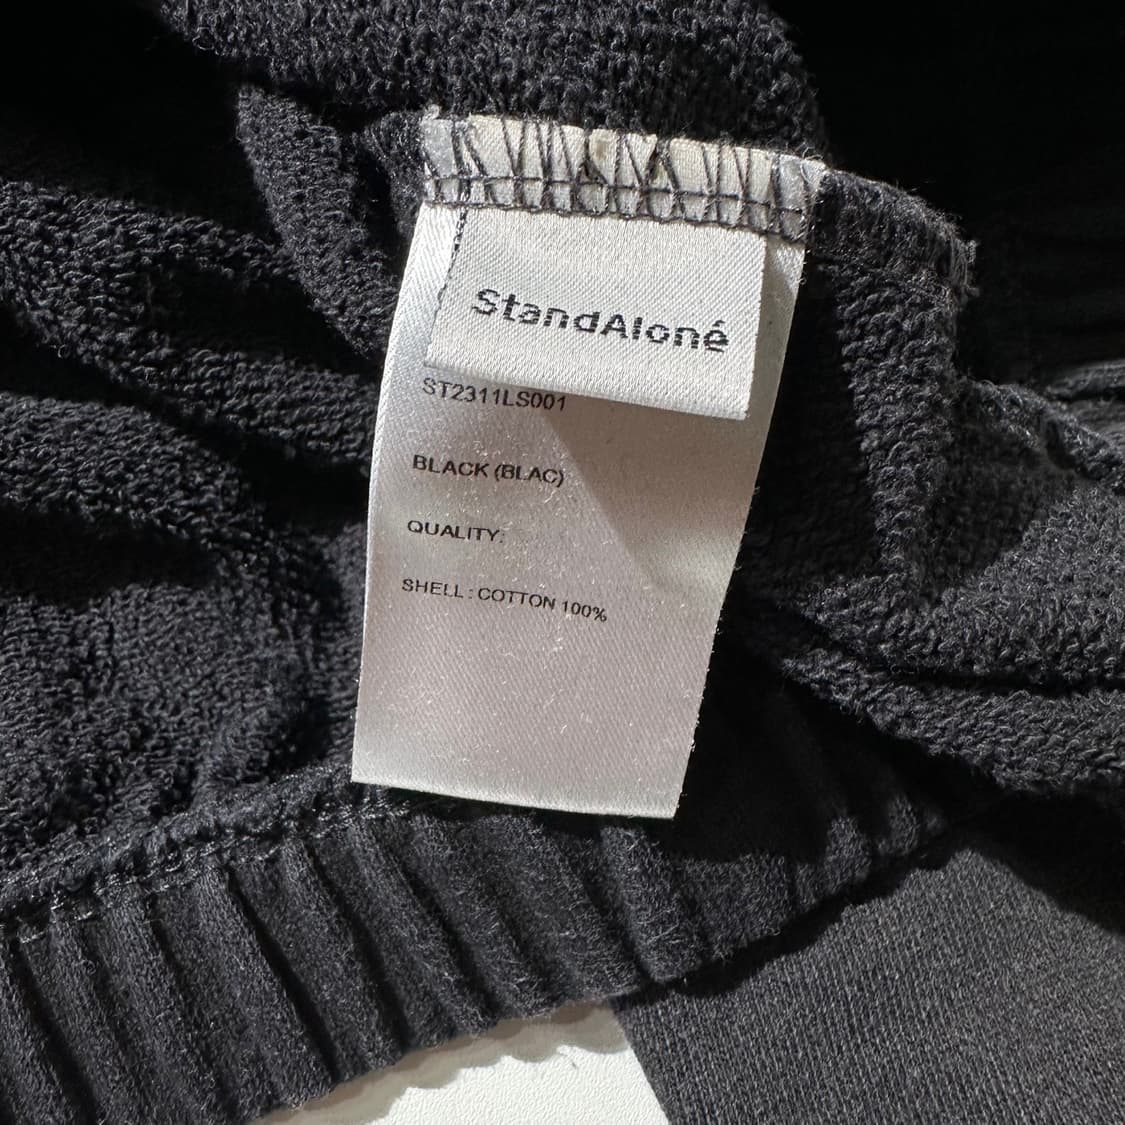 StandAloné
ST2311LS001
BLACK (BLAC)
QUALITY:
SHELL : COTTON 100%